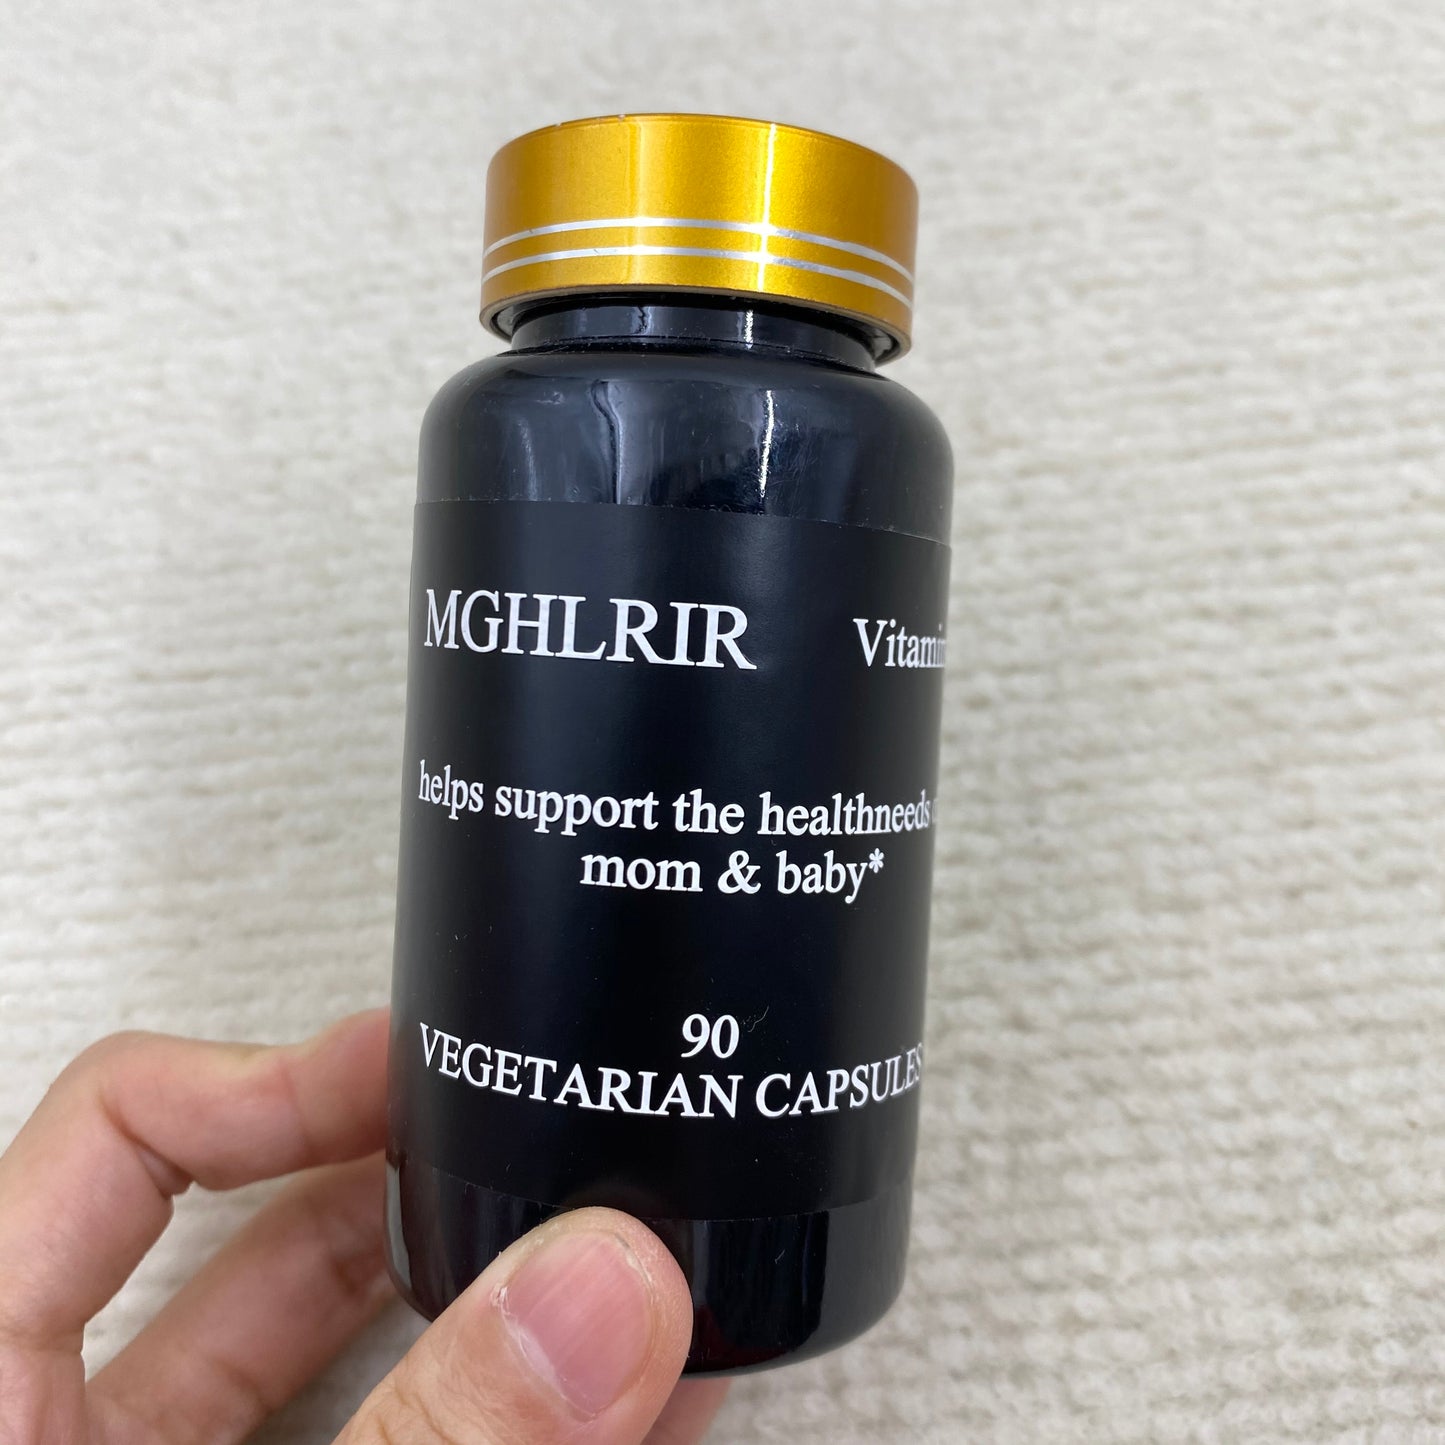 MGHLRIR Vitamin
helps support the healthneeds
mom & baby*
90
VEGETARIAN CAPSULES